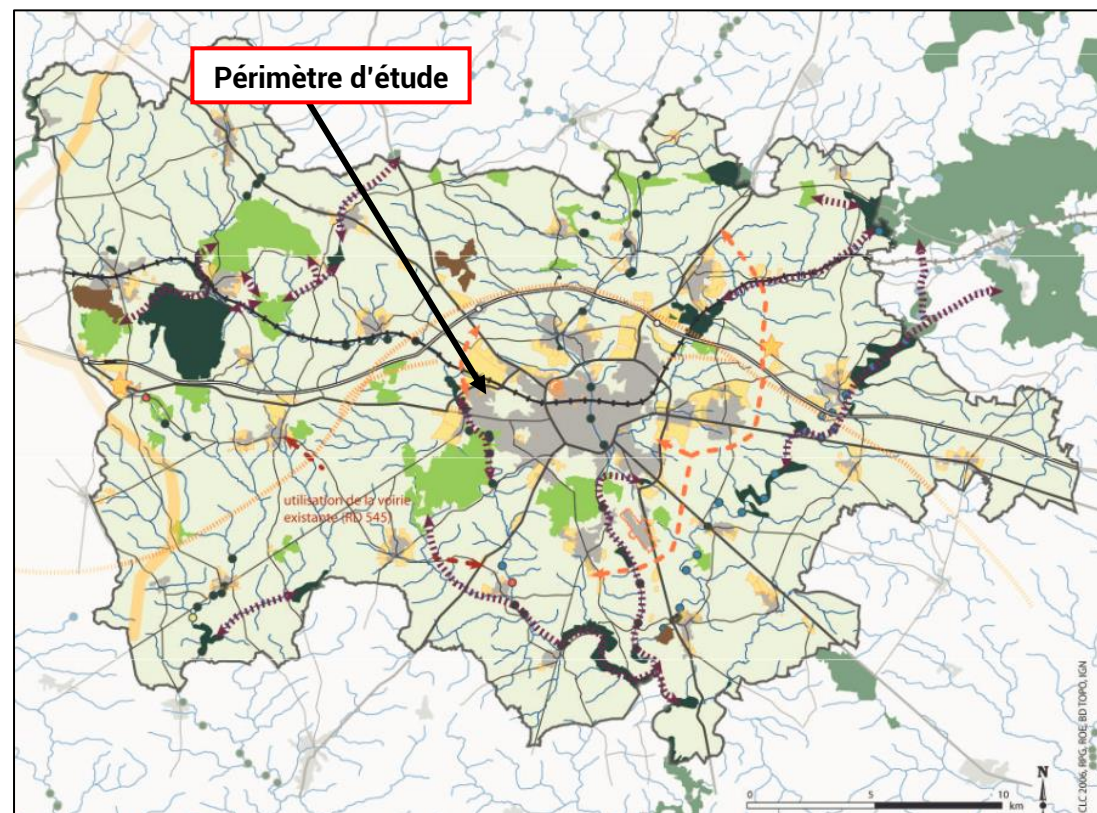 Périmètre d'étude
utilisation de la voirie
existante (RD 545)
N
0 5 10
km
CLC 2006, RPG, ROE, BD TOPO, IGN